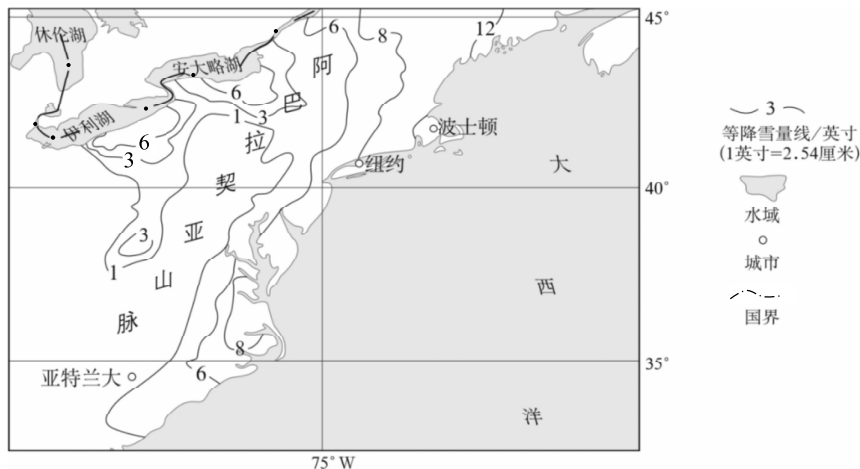 12
6
8
45°
休伦湖
安大略湖
阿
6
巴
3
1 3
等降雪量线/英寸
(1英寸=2.54厘米)
伊利湖
波士顿
6
拉
3
纽约
大
契
40°
水域
3
亚
城市
1
山
西
国界
脉
8
35°
亚特兰大
6
洋
75°W